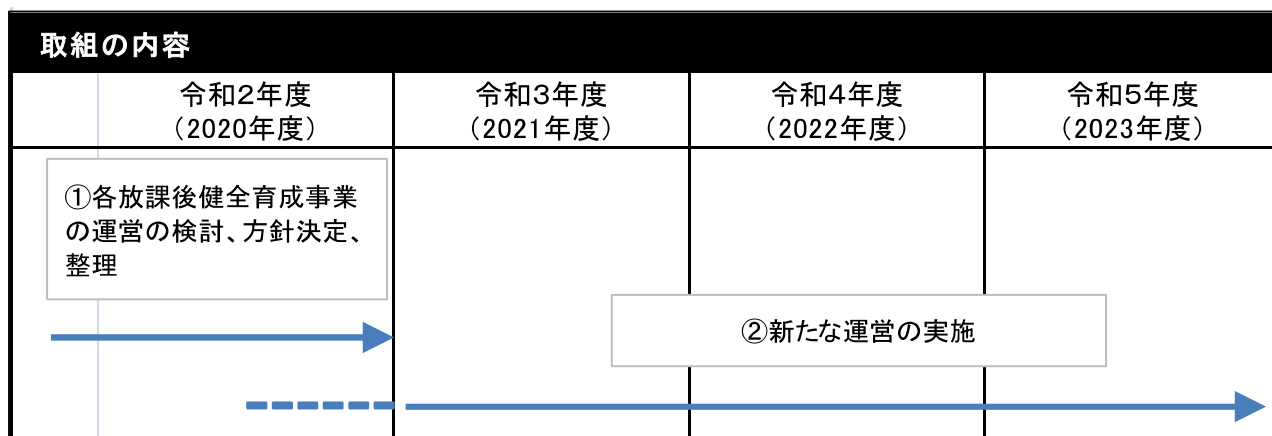 取組の内容
令和2年度
（2020年度）
令和3年度
（2021年度）
令和4年度
（2022年度）
令和5年度
（2023年度）
①各放課後健全育成事業
の運営の検討、方針決定、
整理
②新たな運営の実施